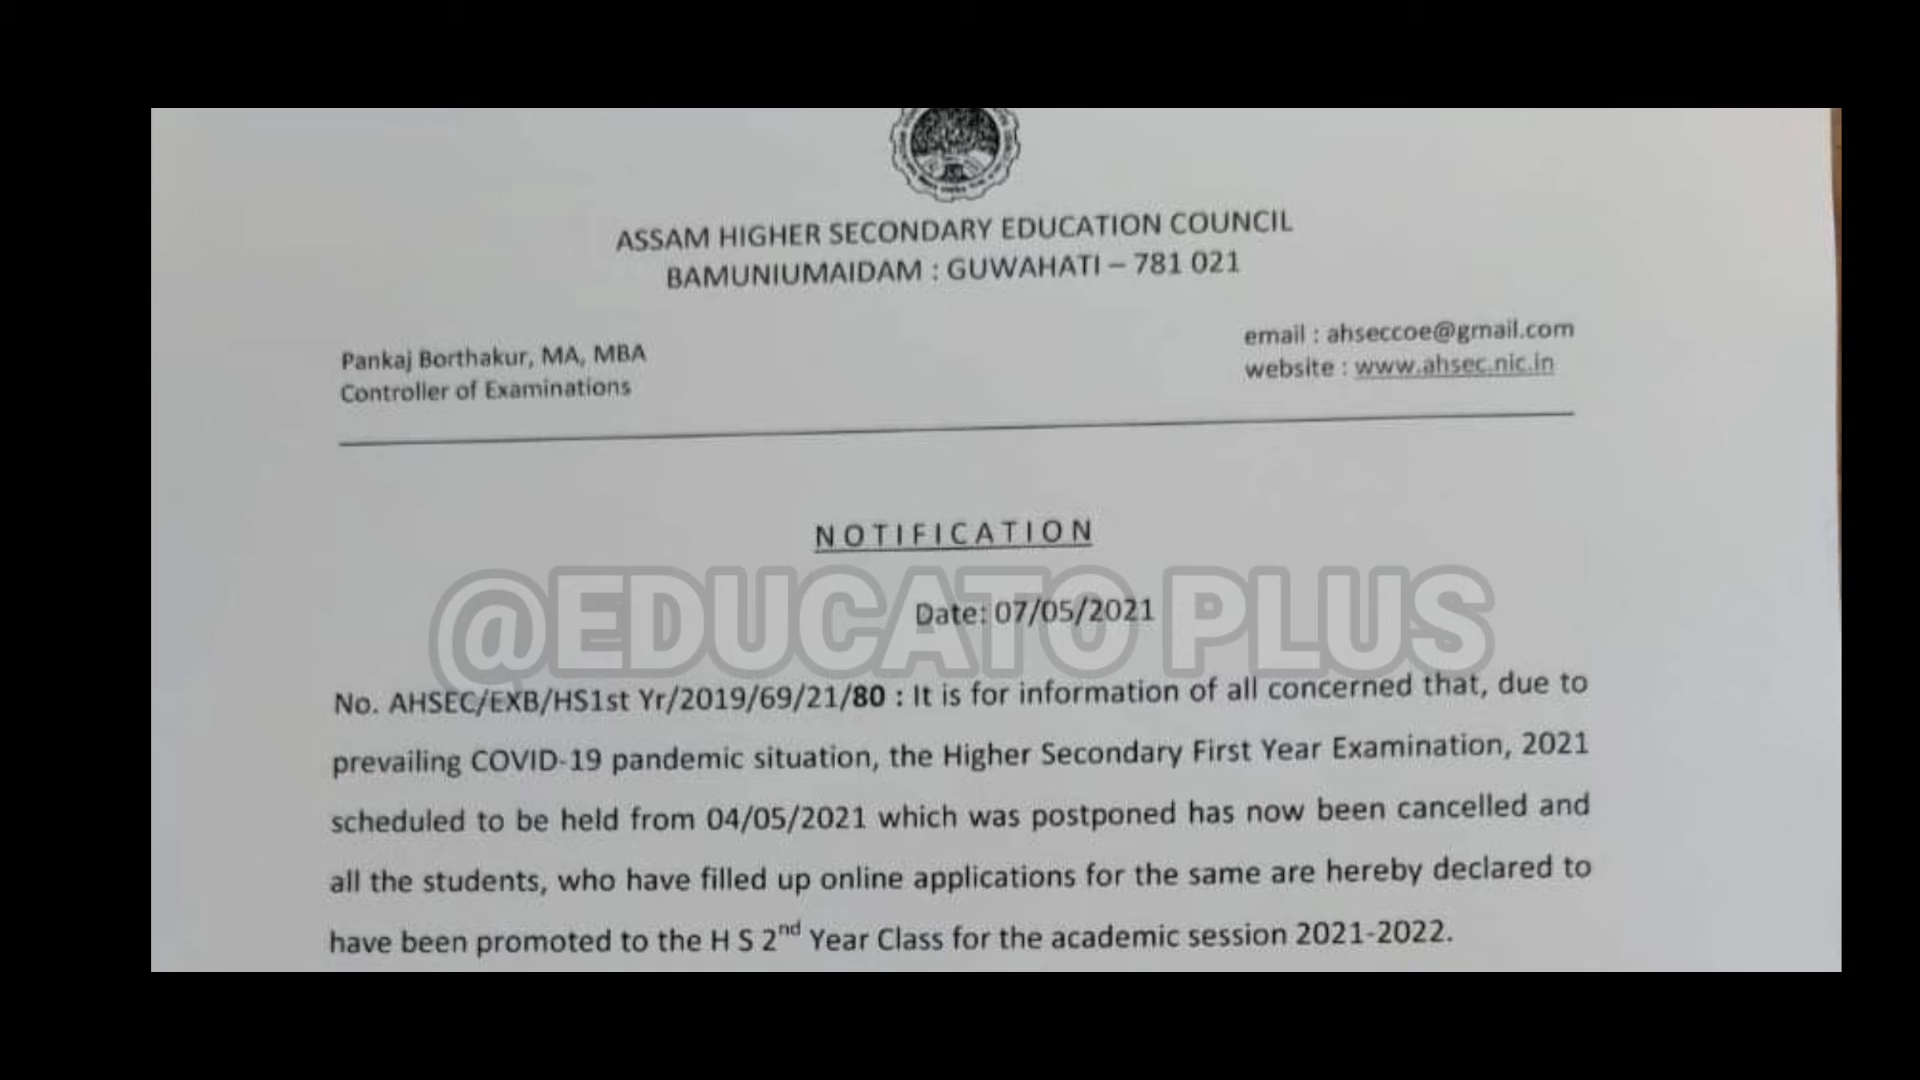 ASSAM HIGHER SECONDARY EDUCATION COUNCIL
BAMUNIUMAIDAM : GUWAHATI – 781 021
Pankaj Borthakur, MA, MBA
Controller of Examinations
email : ahseccoe@gmail.com
website : www.ahsec.nic.in
NOTIFICATION
@EDUCATO PLUS
Date: 07/05/2021
No. AHSEC/EXB/HS1st Yr/2019/69/21/80 : It is for information of all concerned that, due to
prevailing COVID-19 pandemic situation, the Higher Secondary First Year Examination, 2021
scheduled to be held from 04/05/2021 which was postponed has now been cancelled and
all the students, who have filled up online applications for the same are hereby declared to
have been promoted to the H S 2nd Year Class for the academic session 2021-2022.